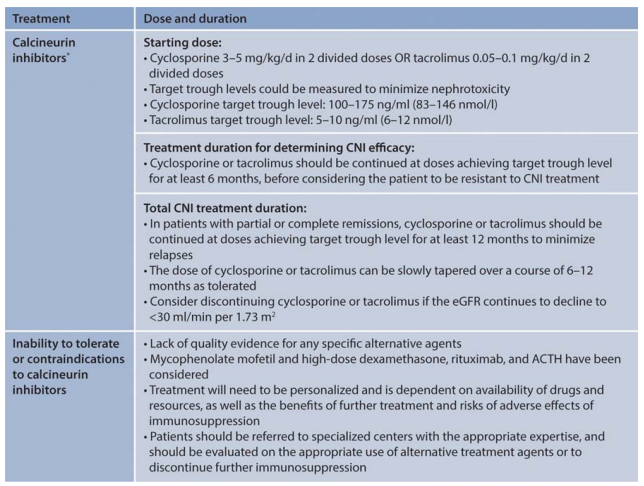 Treatment
Dose and duration
Calcineurin
inhibitors*
Starting dose:
• Cyclosporine 3–5 mg/kg/d in 2 divided doses OR tacrolimus 0.05–0.1 mg/kg/d in 2
divided doses
• Target trough levels could be measured to minimize nephrotoxicity
• Cyclosporine target trough level: 100–175 ng/ml (83–146 nmol/l)
• Tacrolimus target trough level: 5–10 ng/ml (6–12 nmol/l)
Treatment duration for determining CNI efficacy:
• Cyclosporine or tacrolimus should be continued at doses achieving target trough level
for at least 6 months, before considering the patient to be resistant to CNI treatment
Total CNI treatment duration:
• In patients with partial or complete remissions, cyclosporine or tacrolimus should be
continued at doses achieving target trough level for at least 12 months to minimize
relapses
• The dose of cyclosporine or tacrolimus can be slowly tapered over a course of 6–12
months as tolerated
• Consider discontinuing cyclosporine or tacrolimus if the eGFR continues to decline to
<30 ml/min per 1.73 m²
Inability to tolerate
or contraindications
to calcineurin
inhibitors
• Lack of quality evidence for any specific alternative agents
• Mycophenolate mofetil and high-dose dexamethasone, rituximab, and ACTH have been
considered
• Treatment will need to be personalized and is dependent on availability of drugs and
resources, as well as the benefits of further treatment and risks of adverse effects of
immunosuppression
• Patients should be referred to specialized centers with the appropriate expertise, and
should be evaluated on the appropriate use of alternative treatment agents or to
discontinue further immunosuppression